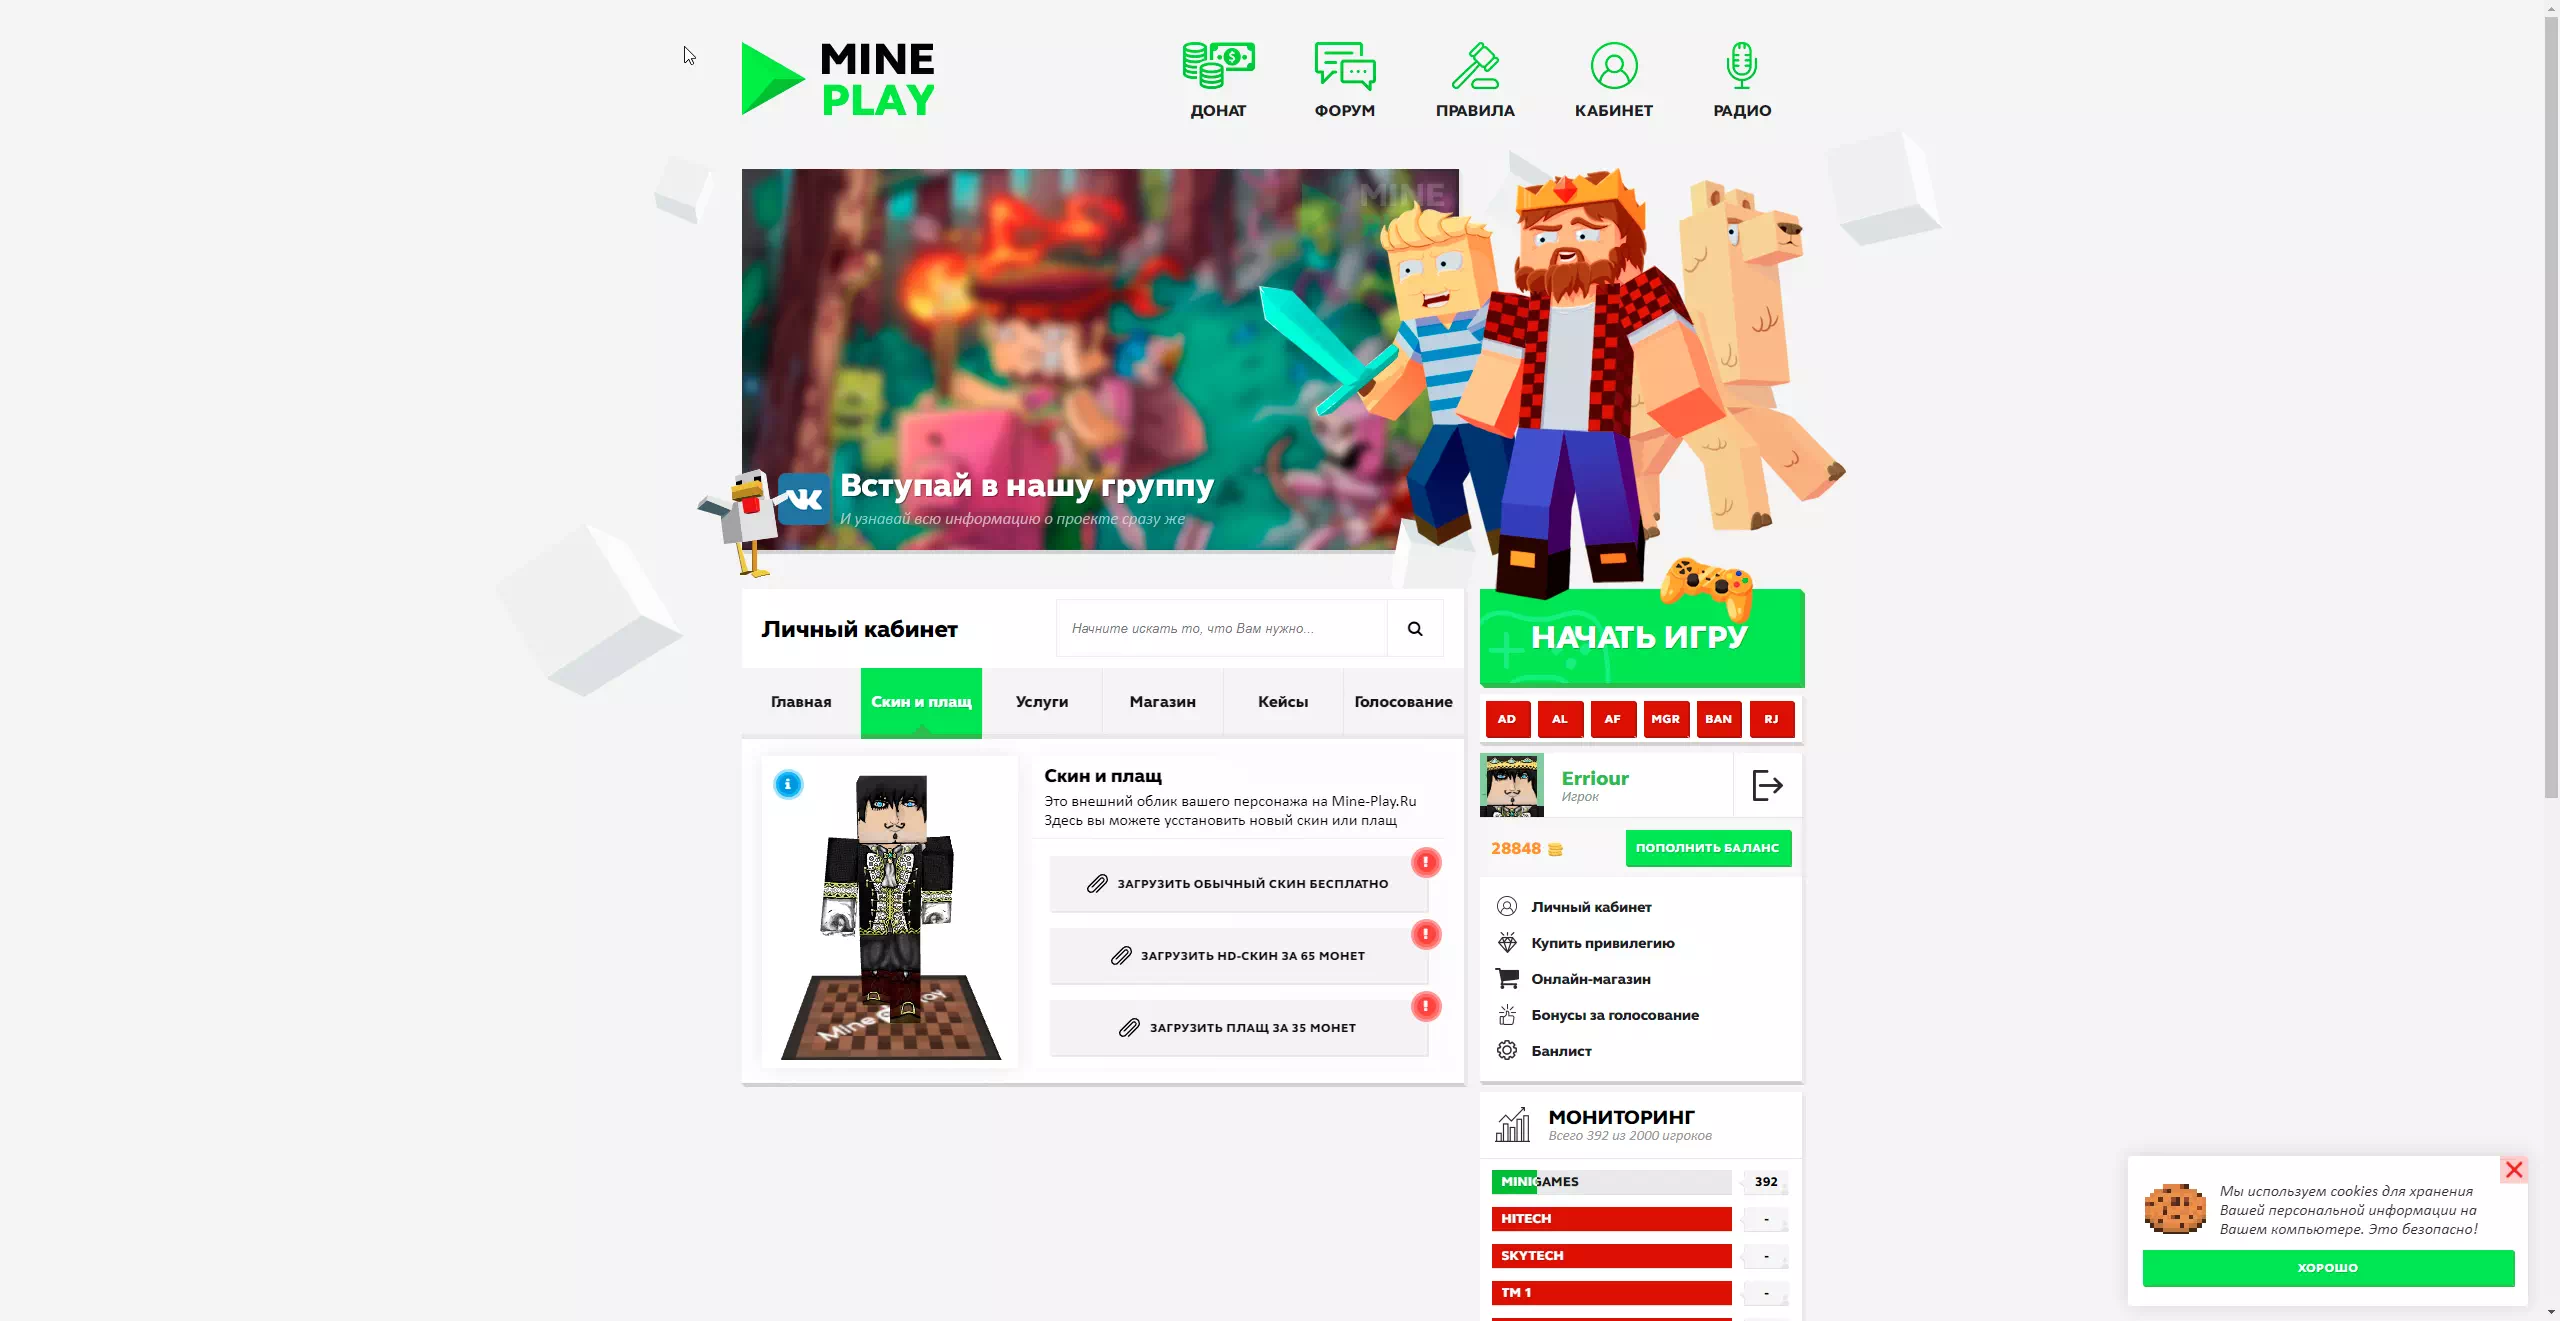 MINE
PLAY
ДОНАТ
ФОРУМ
ПРАВИЛА
КАБИНЕТ
РАДИО
MINE
Вступай в нашу группу
И узнавай всю информацию о проекте сразу же
Личный кабинет
Начните искать то, что Вам нужно...
НАЧАТЬ ИГРУ
Главная
Скин и плащ
Услуги
Магазин
Кейсы
Голосование
AD
AL
AF
MGR
BAN
RJ
Скин и плащ
Это внешний облик вашего персонажа на Mine-Play.Ru
Здесь вы можете усстановить новый скин или плащ
ЗАГРУЗИТЬ ОБЫЧНЫЙ СКИН БЕСПЛАТНО
ЗАГРУЗИТЬ HD-СКИН ЗА 65 МОНЕТ
ЗАГРУЗИТЬ ПЛАЩ ЗА 35 МОНЕТ
Erriour
Игрок
28848
ПОПОЛНИТЬ БАЛАНС
Личный кабинет
Купить привилегию
Онлайн-магазин
Бонусы за голосование
Банлист
МОНИТОРИНГ
Всего 392 из 2000 игроков
MINIGAMES
392
HITECH
-
SKYTECH
-
TM 1
-
Мы используем cookies для хранения
Вашей персональной информации на
Вашем компьютере. Это безопасно!
ХОРОШО